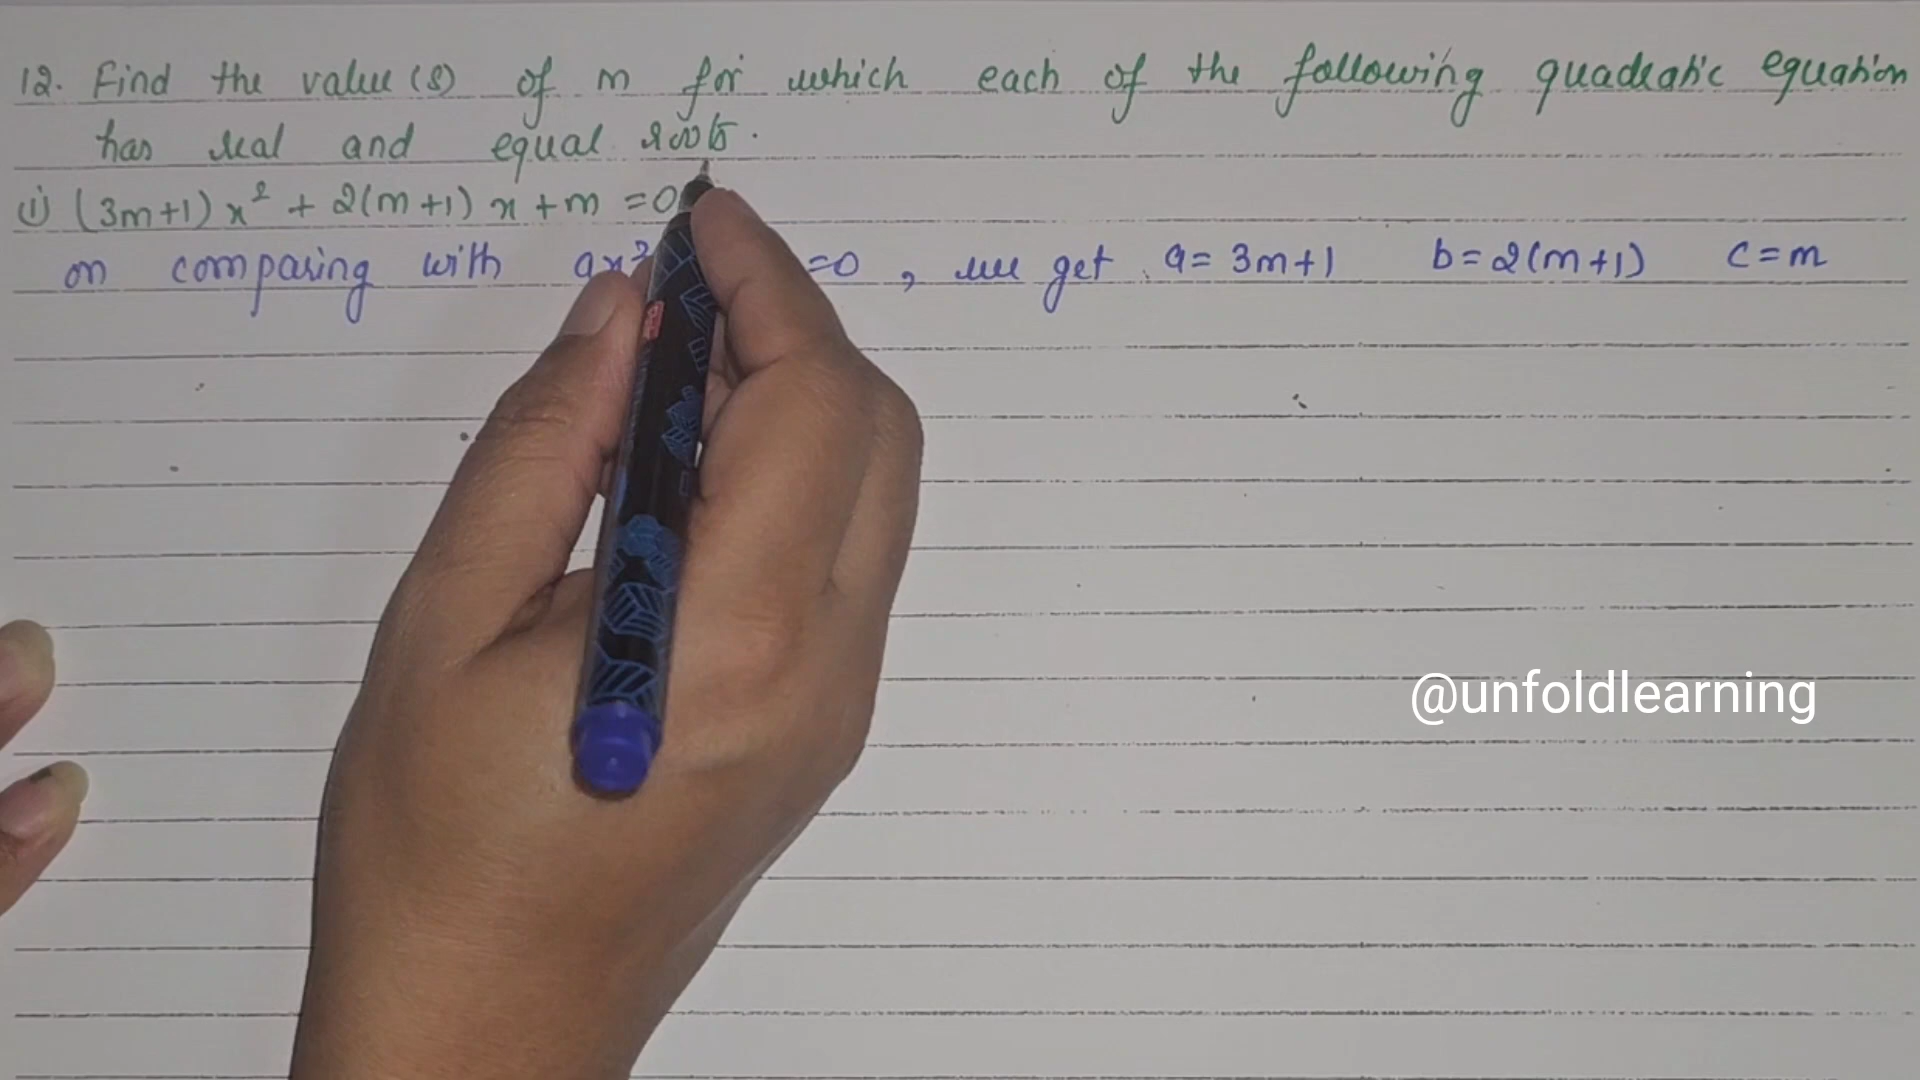 12. Find the value(s) of m for which each of the following quadratic equation
has real and equal roots.
(i) (3m+1)x² + 2(m+1)x + m = 0
on comparing with ax² =0, we get a = 3m+1 b = 2(m+1) c = m
@unfoldlearning